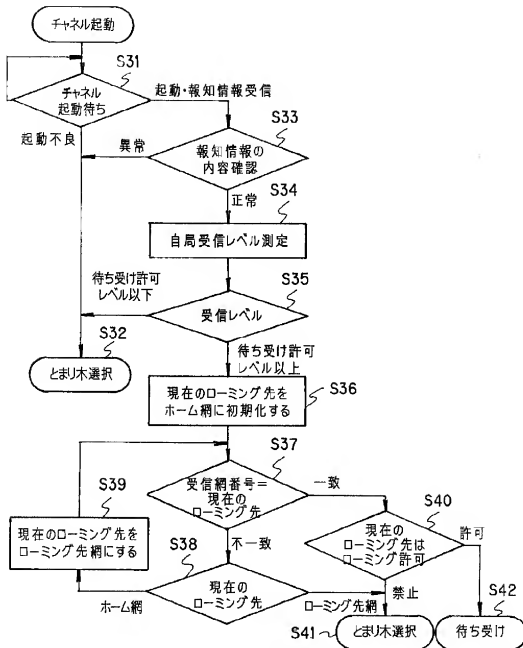 チャネル起動
S31
チャネル
起動待ち
起動・報知情報受信
起動不良
S33
異常
報知情報の
内容確認
正常
S34
自局受信レベル測定
S35
待ち受け許可
レベル以下
受信レベル
S32
とまり木選択
待ち受け許可
レベル以上
S36
現在のローミング先を
ホーム網に初期化する
S37
受信網番号=
現在の
ローミング先
一致
S39
現在のローミング先を
ローミング先網にする
不一致
S40
現在の
ローミング先は
ローミング許可
許可
S38
現在の
ローミング先
ホーム網
ローミング先網
禁止
S42
S41
とまり木選択
待ち受け